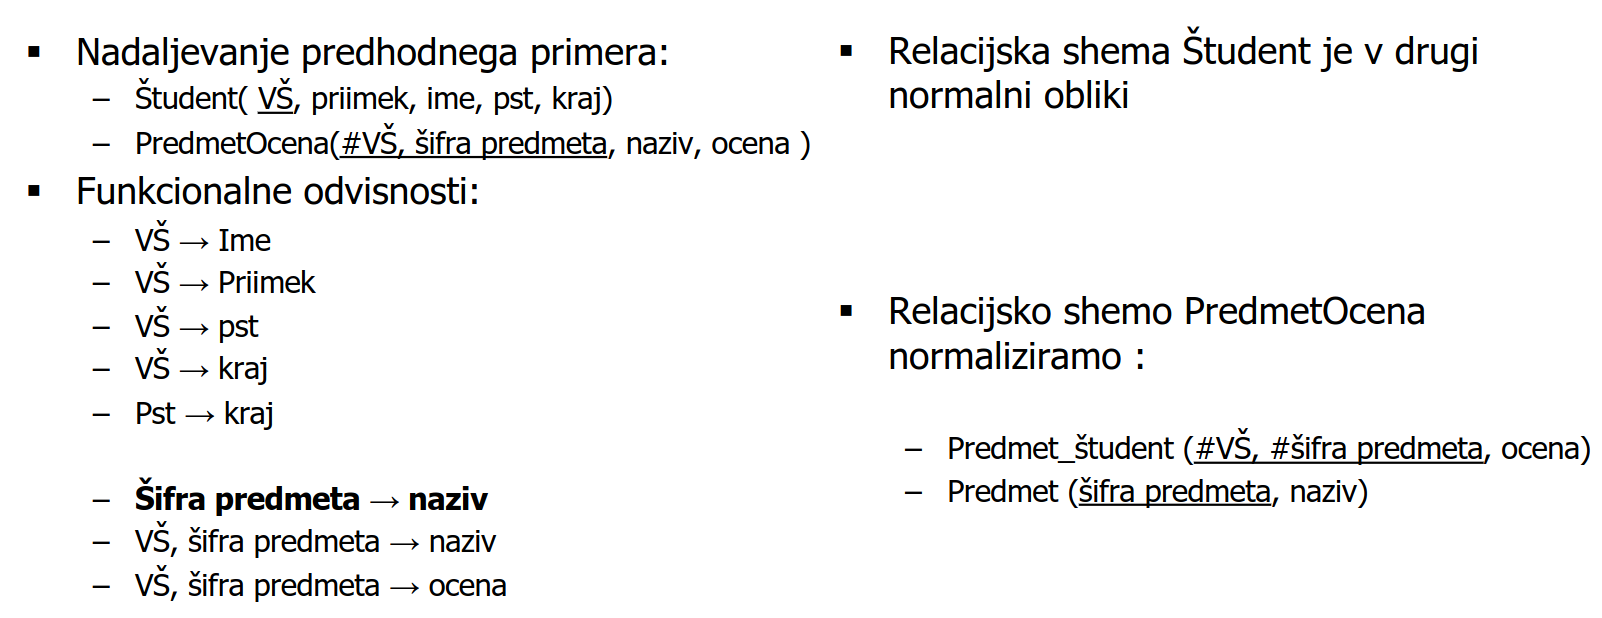 ▪ Nadaljevanje predhodnega primera:
– Študent( VŠ, priimek, ime, pst, kraj)
– PredmetOcena(#VŠ, šifra predmeta, naziv, ocena )
▪ Funkcionalne odvisnosti:
– VŠ → Ime
– VŠ → Priimek
– VŠ → pst
– VŠ → kraj
– Pst → kraj
– Šifra predmeta → naziv
– VŠ, šifra predmeta → naziv
– VŠ, šifra predmeta → ocena
▪ Relacijska shema Študent je v drugi
normalni obliki
▪ Relacijsko shemo PredmetOcena
normaliziramo :
– Predmet_študent (#VŠ, #šifra predmeta, ocena)
– Predmet (šifra predmeta, naziv)